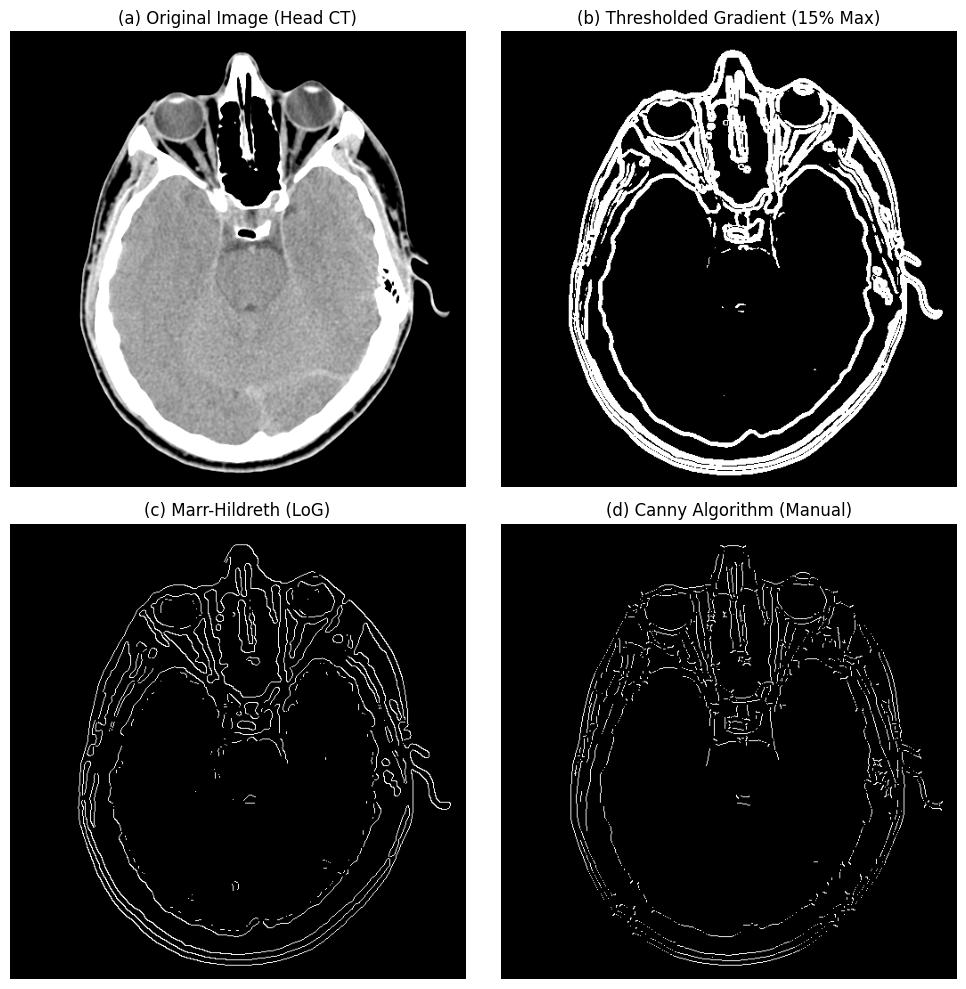 (a) Original Image (Head CT)
(b) Thresholded Gradient (15% Max)
(c) Marr-Hildreth (LoG)
(d) Canny Algorithm (Manual)